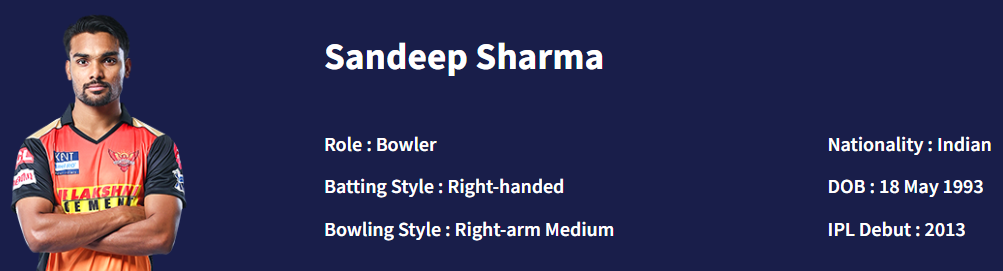 Sandeep Sharma
Role : Bowler
Nationality : Indian
Batting Style : Right-handed
DOB : 18 May 1993
Bowling Style : Right-arm Medium
IPL Debut : 2013
KENT